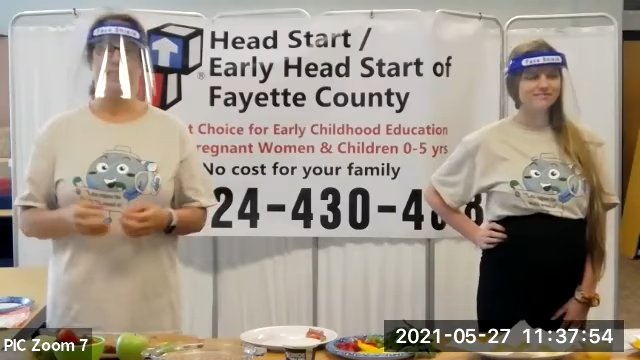 Head Start /
Early Head Start of
Fayette County
Choice for Early Childhood Education
regnant Women & Children 0-5 yrs
No cost for your family
24-430-4
Face Shield
Face Shield
PIC Zoom 7
2021-05-27 11:37:54